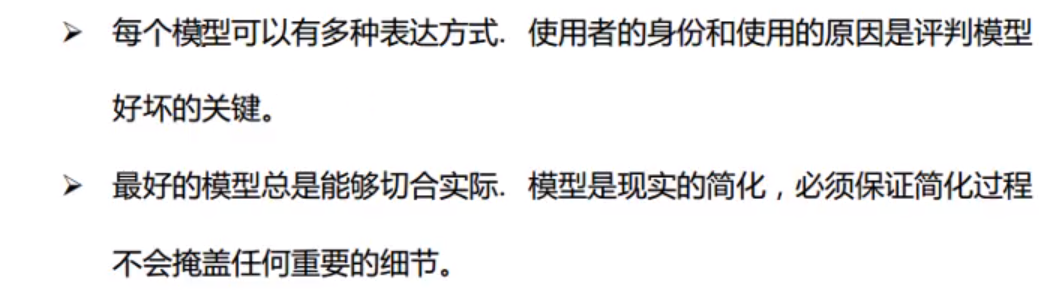 ➢ 每个模型可以有多种表达方式. 使用者的身份和使用的原因是评判模型
好坏的关键。
➢ 最好的模型总是能够切合实际. 模型是现实的简化，必须保证简化过程
不会掩盖任何重要的细节。